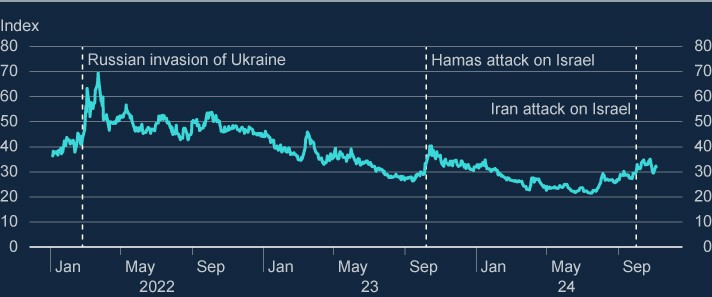 Index
80 80
70 Russian invasion of Ukraine Hamas attack on Israel 70
60 Iran attack on Israel 60
50 50
40 40
30 30
20 20
10 10
0 0
Jan May Sep Jan May Sep Jan May Sep
2022 23 24